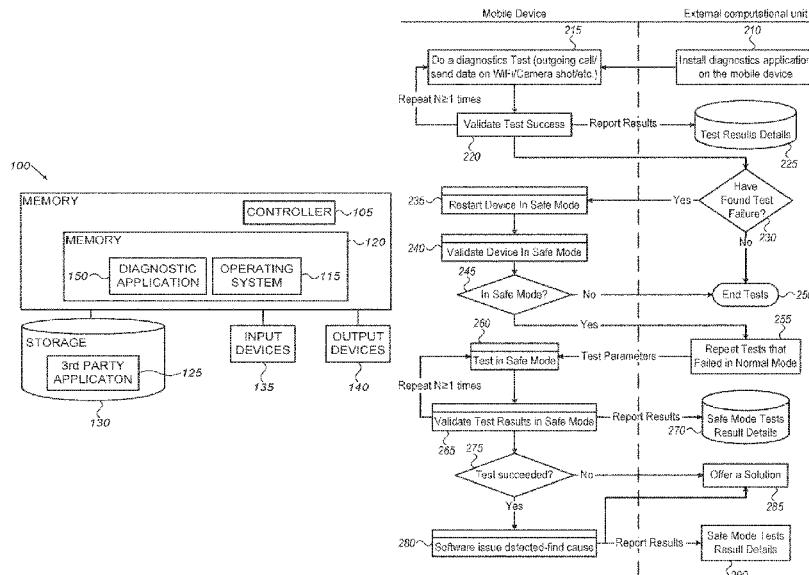 100
MEMORY
CONTROLLER
105
MEMORY
120
150
DIAGNOSTIC
APPLICATION
OPERATING
SYSTEM
115
STORAGE
3rd PARTY
APPLICATON
125
130
INPUT
DEVICES
135
OUTPUT
DEVICES
140
Mobile Device
External computational unit
215
Do a diagnostics Test (outgoing call/
send date on WiFi/Camera shot/etc.)
210
Install diagnostics application
on the mobile device
Repeat N≥1 times
Validate Test Success
220
Report Results
Test Results Details
225
235
Restart Device In Safe Mode
Yes
Have
Found Test
Failure?
230
No
240
Validate Device In Safe Mode
245
In Safe Mode?
No
End Tests
250
Yes
260
Test in Safe Mode
Test Parameters
255
Repeat Tests that
Failed in Normal Mode
Repeat N≥1 times
Validate Test Results in Safe Mode
265
Report Results
Safe Mode Tests
Result Details
270
275
Test succeeded?
No
Offer a Solution
285
Yes
280
Software issue detected-find cause
Report Results
Safe Mode Tests
Result Details